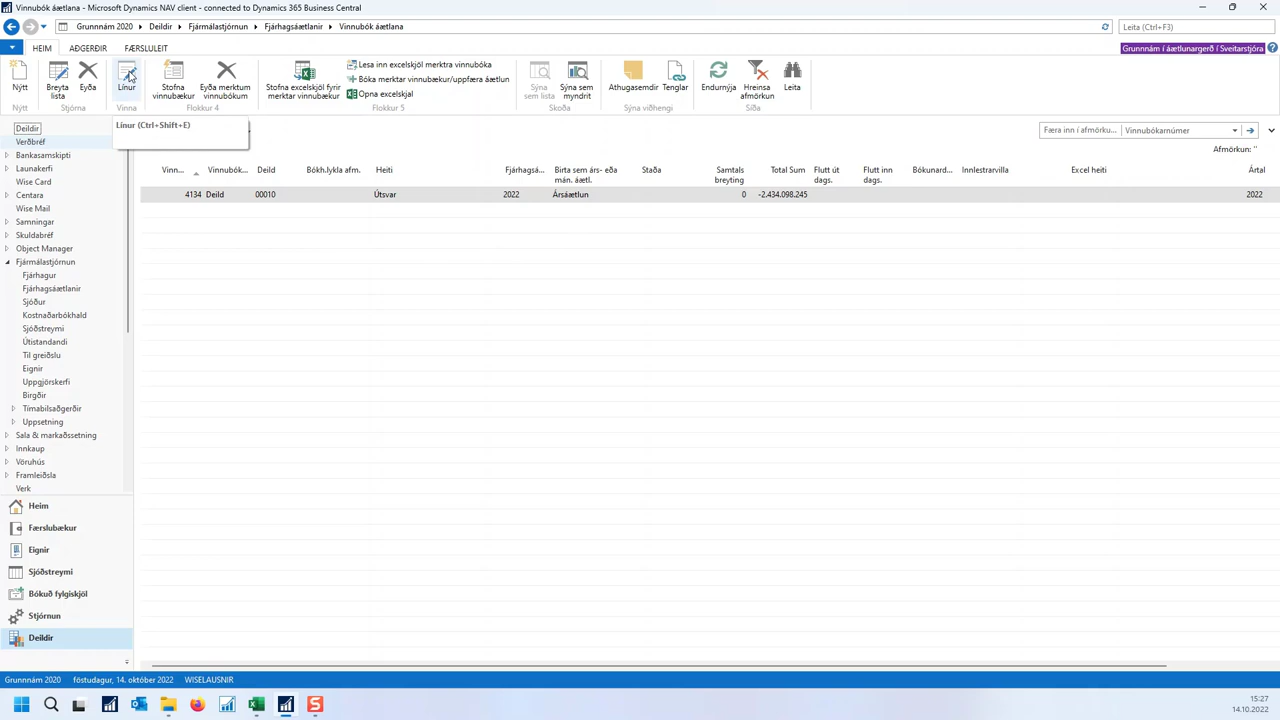 Vinnubók áætlana - Microsoft Dynamics NAV client - connected to Dynamics 365 Business Central
Grunnnám 2020 Deildir Fjármálastjórnun Fjárhagsáætlanir Vinnubók áætlana
Leita (Ctrl+F3)
HEIM AÐGERÐIR FÆRSLULEIT
Grunnnám í áætlunargerð í Sveitarstjóra
Nýtt
Breyta lista
Eyða
Línur
Stofna vinnubækur
Eyða merktum vinnubókum
Stofna excelskjöl fyrir merktar vinnubækur
Lesa inn excelskjöl merktra vinnubóka
Bóka merktar vinnubækur/uppfæra áætlun
Opna excelskjal
Sýna sem lista
Sýna sem myndrit
Athugasemdir
Tenglar
Endurnýja
Hreinsa afmörkun
Leita
Nýtt Stjórna Vinna Flokkur 4 Flokkur 5 Skoða Sýna viðhengi Síða
Línur (Ctrl+Shift+E)
Færa inn í afmörku... Vinnubókarnúmer
Afmörkun: ''
Deildir
Verðbréf
Bankasamskipti
Launakerfi
Wise Card
Centara
Wise Mail
Samningar
Skuldabréf
Object Manager
Fjármálastjórnun
Fjárhagur
Fjárhagsáætlanir
Sjóður
Kostnaðarbókhald
Sjóðstreymi
Útistandandi
Til greiðslu
Eignir
Uppgjörskerfi
Birgðir
Tímabilsaðgerðir
Uppsetning
Sala & markaðssetning
Innkaup
Vöruhús
Framleiðsla
Verk
Heim
Færslubækur
Eignir
Sjóðstreymi
Bókuð fylgiskjöl
Stjórnun
Deildir
Vinn... Vinnubók... Deild Bókh.lykla afm. Heiti Fjárhagsá... Birta sem árs- eða mán. áætl. Staða Samtals breyting Total Sum Flutt út dags. Flutt inn dags. Bókunard... Innlestrarvilla Excel heiti Ártal
4134 Deild 00010 Útsvar 2022 Ársáætlun 0 -2.434.098.245 2022
Grunnnám 2020 föstudagur, 14. október 2022 WISELAUSNIR
15:27
14.10.2022